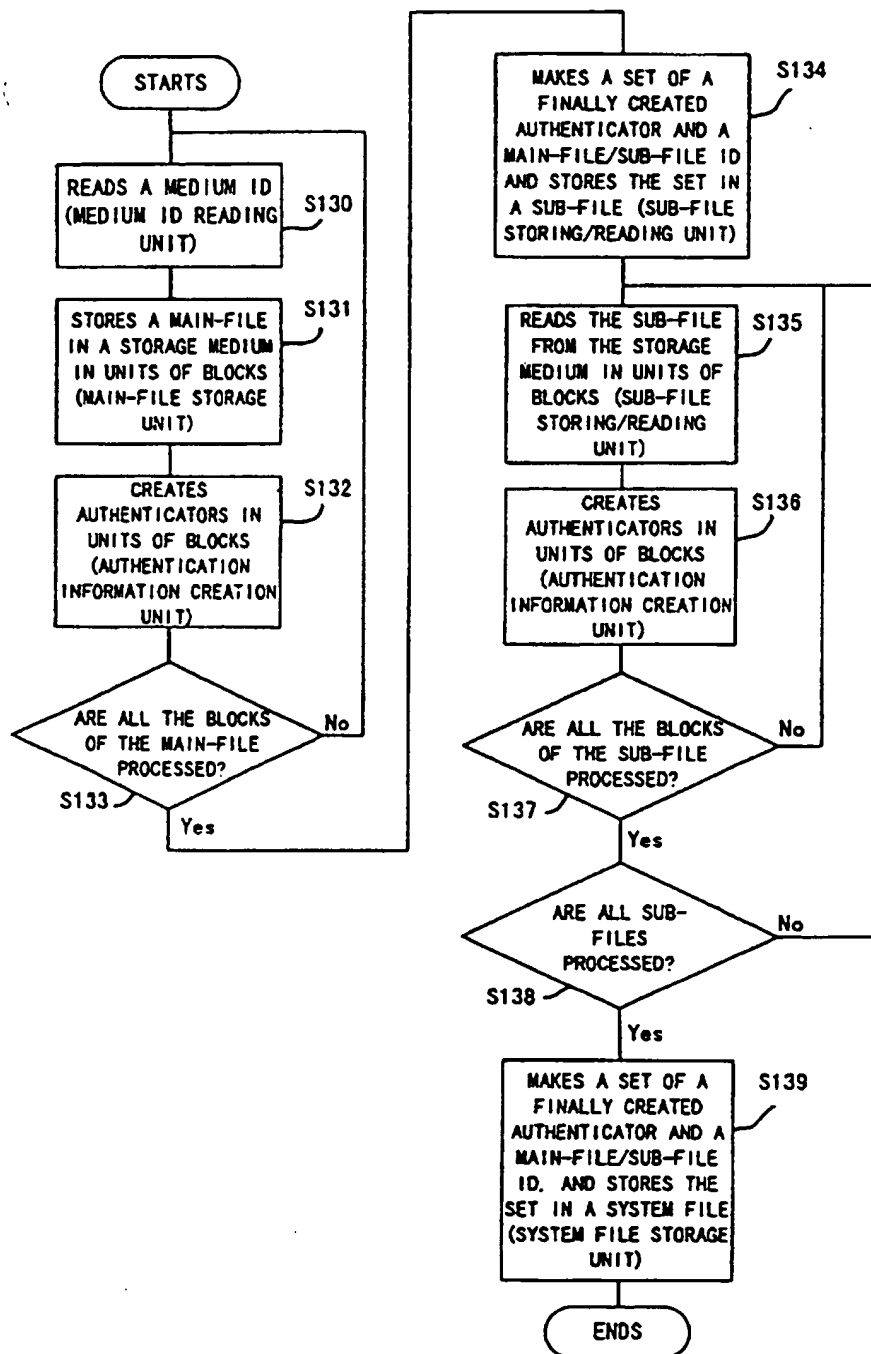 STARTS
READS A MEDIUM ID
(MEDIUM ID READING
UNIT)
S130
STORES A MAIN-FILE
IN A STORAGE MEDIUM
IN UNITS OF BLOCKS
(MAIN-FILE STORAGE
UNIT)
S131
CREATES
AUTHENTICATORS IN
UNITS OF BLOCKS
(AUTHENTICATION
INFORMATION CREATION
UNIT)
S132
ARE ALL THE BLOCKS
OF THE MAIN-FILE
PROCESSED?
No
S133
Yes
MAKES A SET OF A
FINALLY CREATED
AUTHENTICATOR AND A
MAIN-FILE/SUB-FILE ID
AND STORES THE SET IN
A SUB-FILE (SUB-FILE
STORING/READING UNIT)
S134
READS THE SUB-FILE
FROM THE STORAGE
MEDIUM IN UNITS OF
BLOCKS (SUB-FILE
STORING/READING
UNIT)
S135
CREATES
AUTHENTICATORS IN
UNITS OF BLOCKS
(AUTHENTICATION
INFORMATION CREATION
UNIT)
S136
ARE ALL THE BLOCKS
OF THE SUB-FILE
PROCESSED?
No
S137
Yes
ARE ALL SUB-
FILES
PROCESSED?
No
S138
Yes
MAKES A SET OF A
FINALLY CREATED
AUTHENTICATOR AND A
MAIN-FILE/SUB-FILE
ID. AND STORES THE
SET IN A SYSTEM FILE
(SYSTEM FILE STORAGE
UNIT)
S139
ENDS